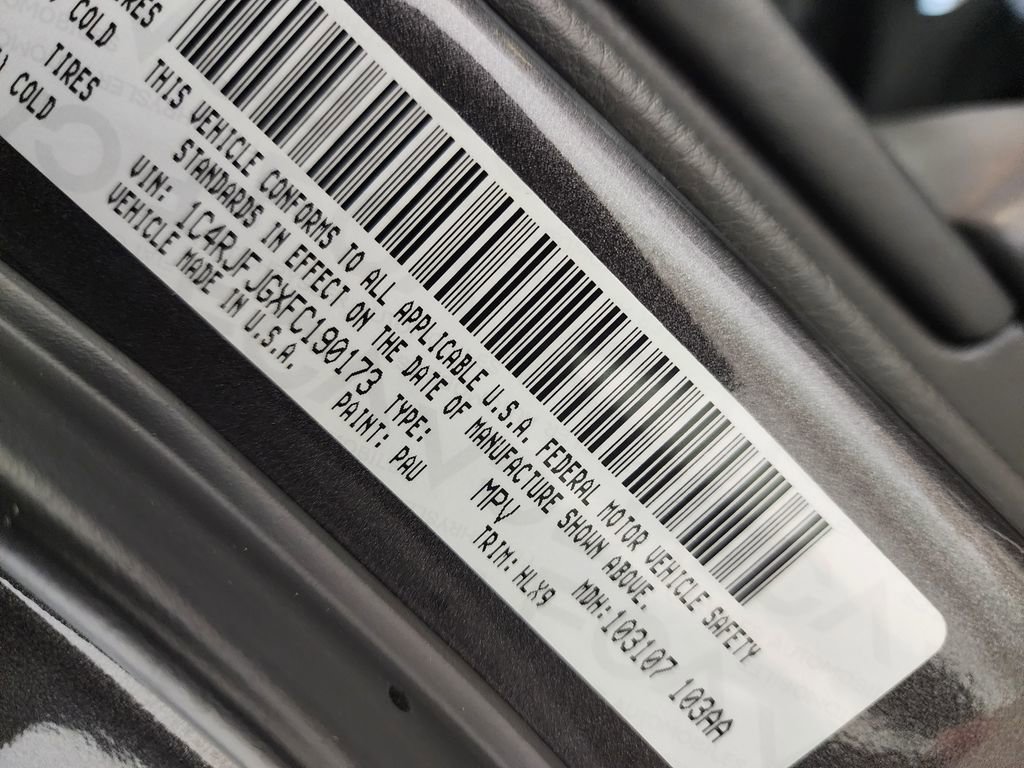 TIRES
COLD
TIRES
COLD
THIS VEHICLE CONFORMS TO ALL APPLICABLE U.S.A. FEDERAL MOTOR VEHICLE SAFETY
STANDARDS IN EFFECT ON THE DATE OF MANUFACTURE SHOWN ABOVE.
VIN: 1C4RJFJGXFC190173 TYPE: MPV MDH:103107 103AA
VEHICLE MADE IN U.S.A. PAINT: PAU TRIM:HLX9